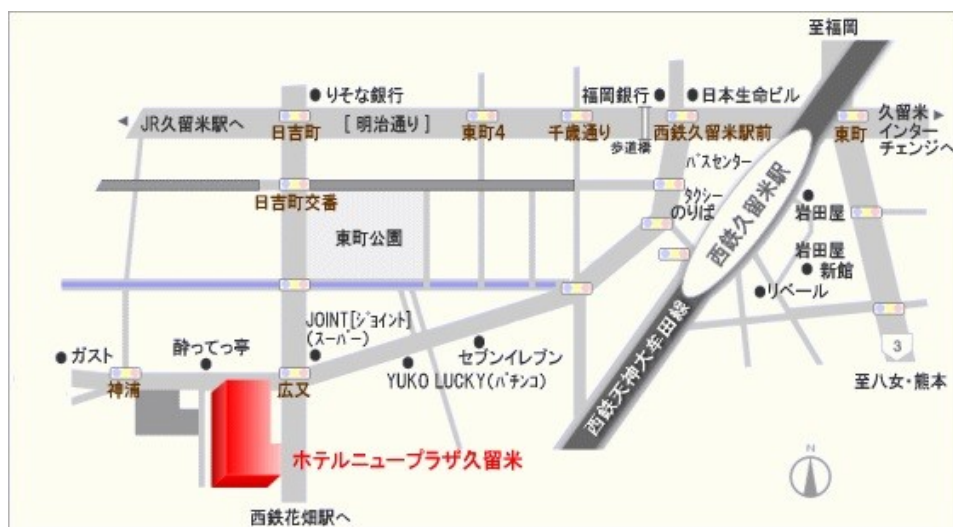 至福岡
りそな銀行
福岡銀行
日本生命ビル
JR久留米駅へ
日吉町
[ 明治通り ]
東町4
千歳通り
歩道橋
西鉄久留米駅前
東町
久留米
インター
チェンジへ
バスセンター
日吉町交番
タクシー
のりば
西鉄久留米駅
岩田屋
東町公園
岩田屋
新館
リベール
JOINT[ジョイント]
(スーパー)
セブンイレブン
YUKO LUCKY(パチンコ)
西鉄天神大牟田線
3
至八女・熊本
ガスト
酔ってっ亭
神浦
広又
ホテルニュープラザ久留米
N
西鉄花畑駅へ